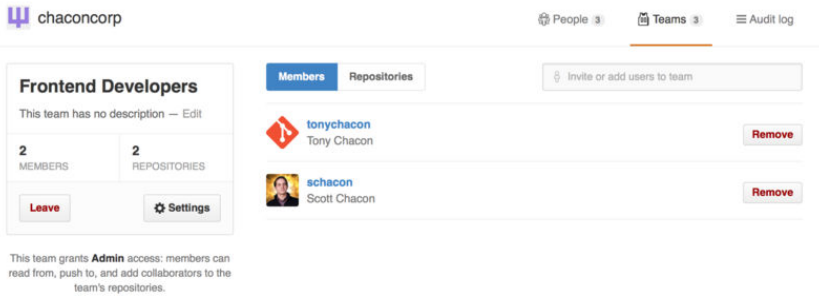 chaconcorp
People 3
Teams 3
Audit log
Frontend Developers
This team has no description — Edit
2
MEMBERS
2
REPOSITORIES
Leave
Settings
This team grants Admin access: members can
read from, push to, and add collaborators to the
team's repositories.
Members
Repositories
Invite or add users to team
tonychacon
Tony Chacon
Remove
schacon
Scott Chacon
Remove